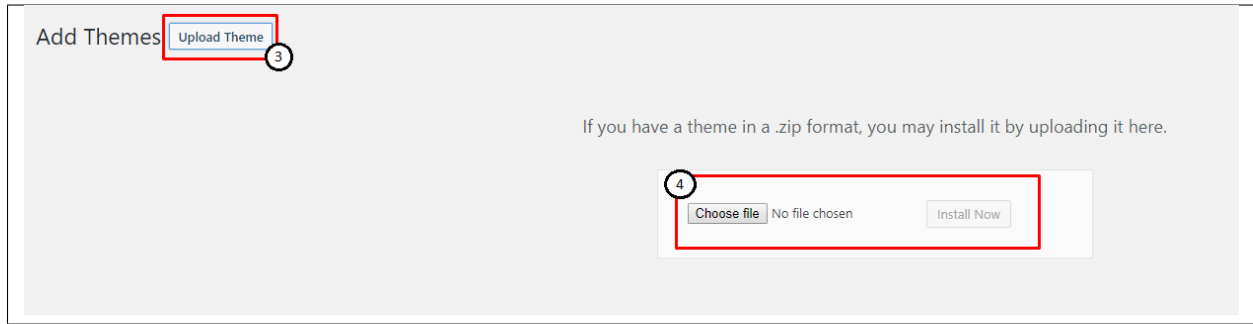 Add Themes Upload Theme
3
If you have a theme in a .zip format, you may install it by uploading it here.
4
Choose file No file chosen Install Now